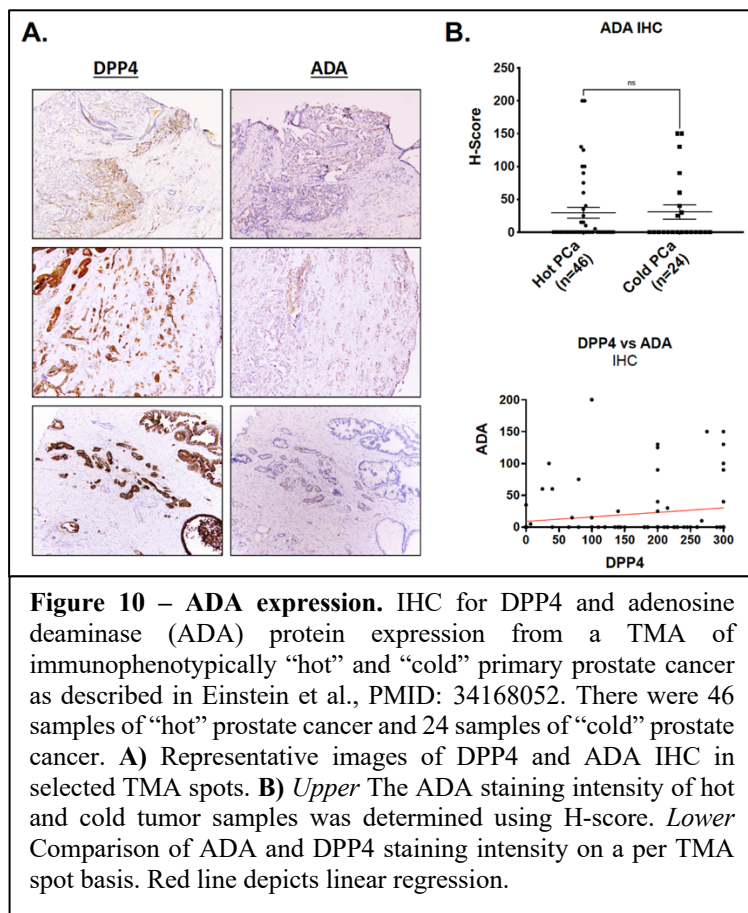 A.
DPP4 ADA
B.
ADA IHC
ns
H-Score
250
200
150
100
50
0
Hot PCa
(n=46)
Cold PCa
(n=24)
DPP4 vs ADA
IHC
ADA
200
150
100
50
0
0 50 100 150 200 250 300
DPP4
Figure 10 – ADA expression. IHC for DPP4 and adenosine
deaminase (ADA) protein expression from a TMA of
immunophenotypically “hot” and “cold” primary prostate cancer
as described in Einstein et al., PMID: 34168052. There were 46
samples of “hot” prostate cancer and 24 samples of “cold” prostate
cancer. A) Representative images of DPP4 and ADA IHC in
selected TMA spots. B) Upper The ADA staining intensity of hot
and cold tumor samples was determined using H-score. Lower
Comparison of ADA and DPP4 staining intensity on a per TMA
spot basis. Red line depicts linear regression.